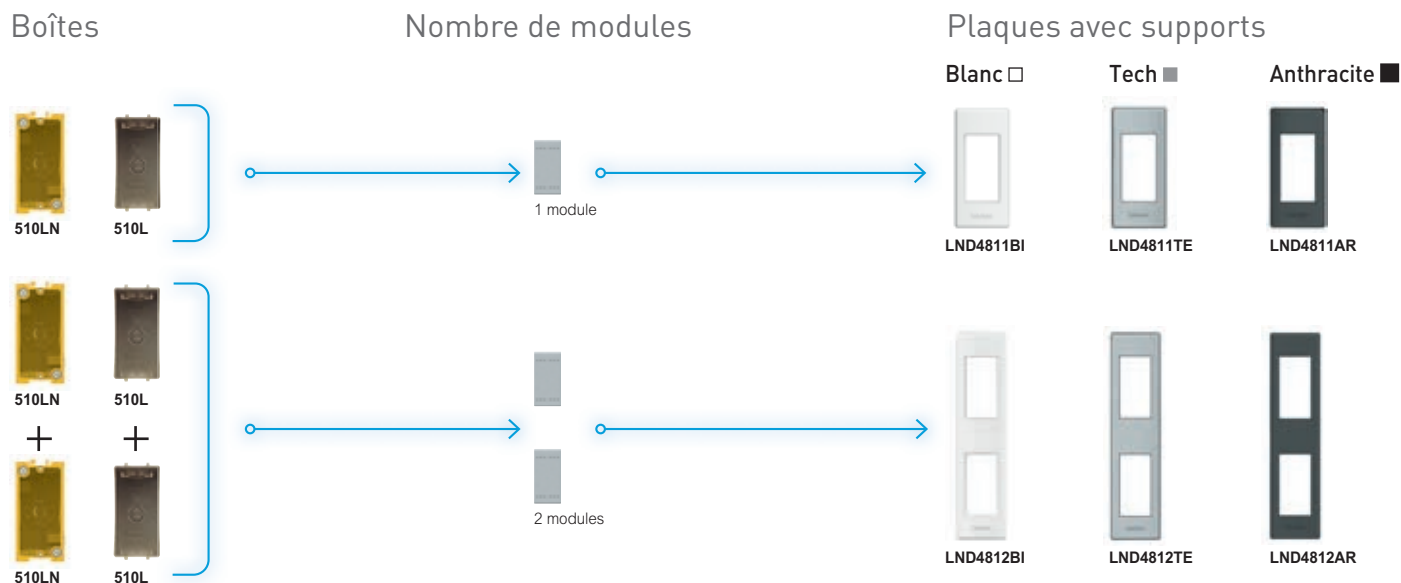 Boîtes
Nombre de modules
Plaques avec supports
Blanc
Tech
Anthracite
510LN
510L
1 module
LND4811BI
LND4811TE
LND4811AR
510LN
510L
+
+
510LN
510L
2 modules
LND4812BI
LND4812TE
LND4812AR